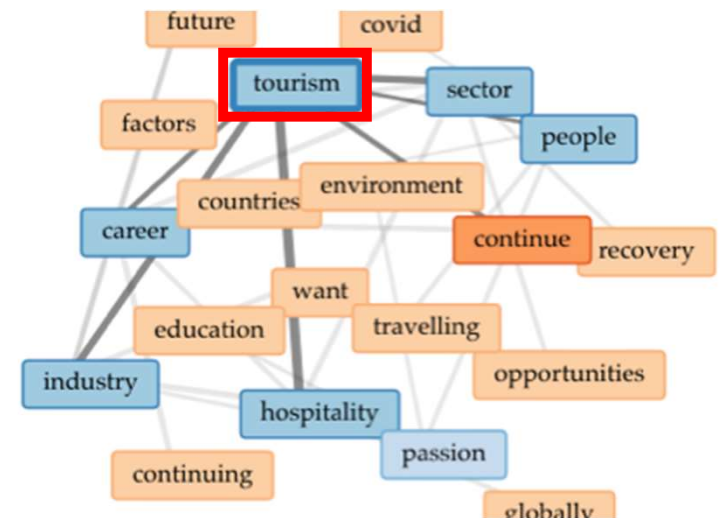 future
covid
tourism
sector
factors
people
environment
countries
career
continue
recovery
want
education
travelling
industry
opportunities
hospitality
passion
continuing
globally